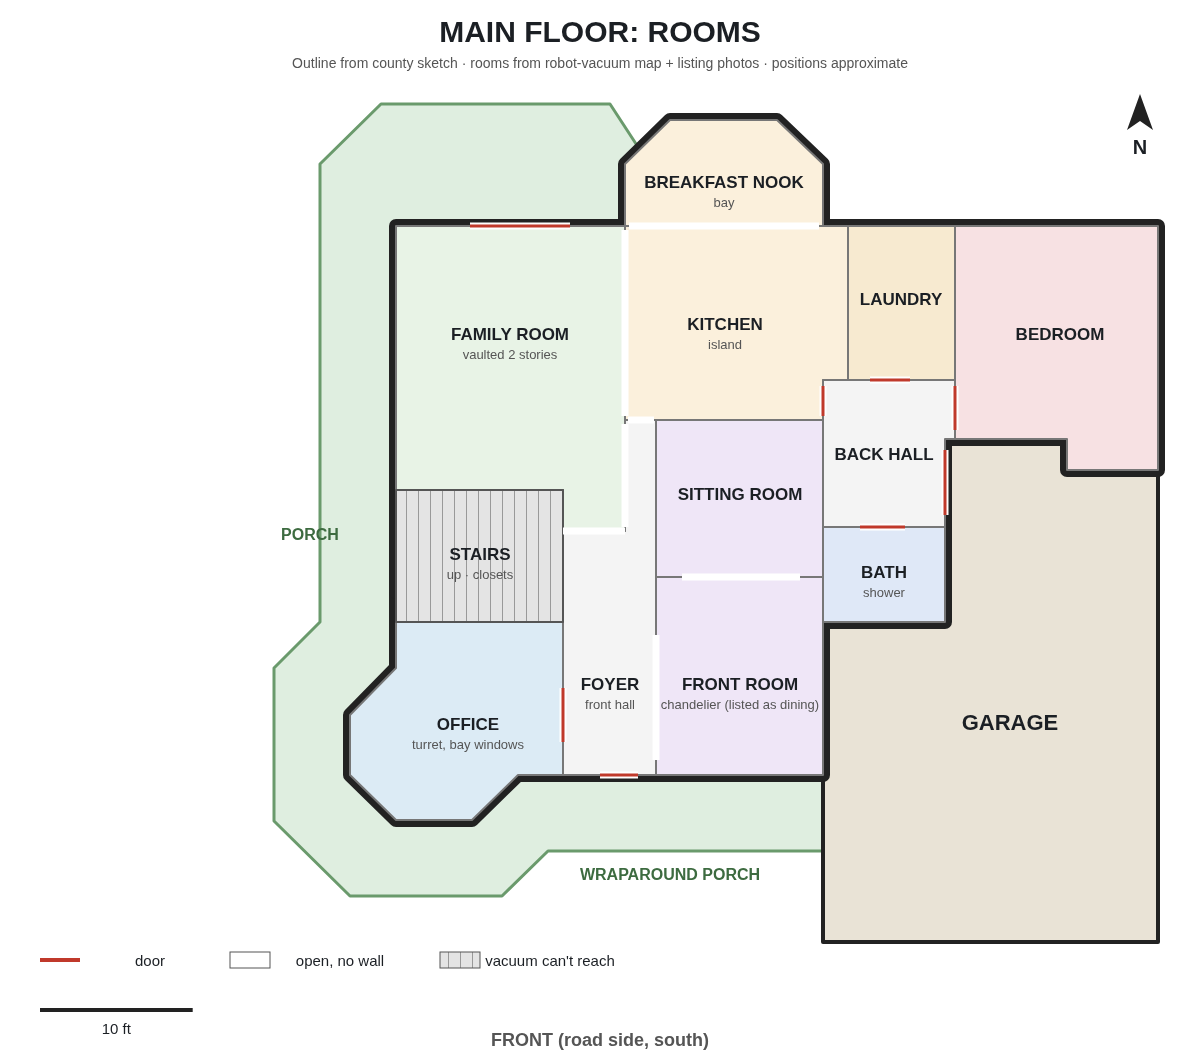 MAIN FLOOR: ROOMS
Outline from county sketch · rooms from robot-vacuum map + listing photos · positions approximate
N
BREAKFAST NOOK
bay
LAUNDRY
KITCHEN
island
FAMILY ROOM
vaulted 2 stories
BEDROOM
BACK HALL
SITTING ROOM
PORCH
STAIRS
up · closets
BATH
shower
FOYER
front hall
FRONT ROOM
chandelier (listed as dining)
OFFICE
turret, bay windows
GARAGE
WRAPAROUND PORCH
door
open, no wall
vacuum can't reach
10 ft
FRONT (road side, south)